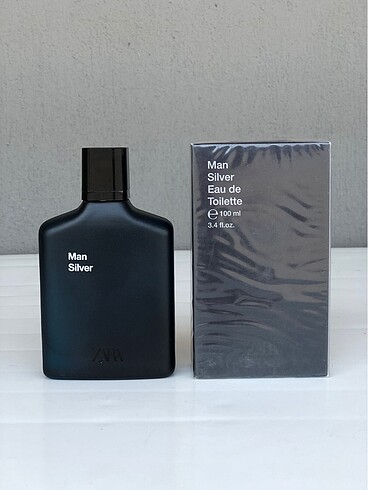 Man
Silver
ZARA
Man
Silver
Eau de
Toilette
℮ 100 ml
3.4 fl.oz.